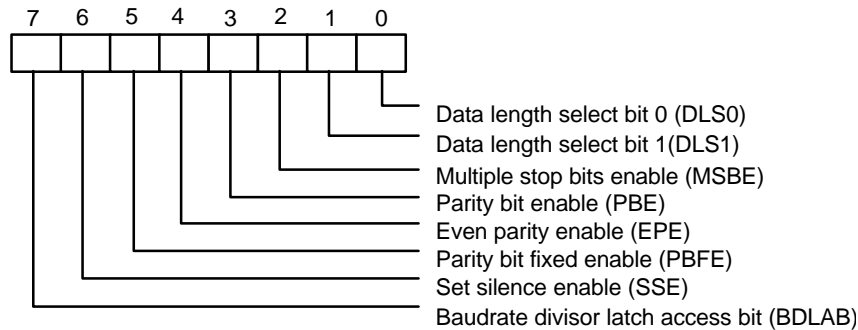 7 6 5 4 3 2 1 0
Data length select bit 0 (DLS0)
Data length select bit 1(DLS1)
Multiple stop bits enable (MSBE)
Parity bit enable (PBE)
Even parity enable (EPE)
Parity bit fixed enable (PBFE)
Set silence enable (SSE)
Baudrate divisor latch access bit (BDLAB)